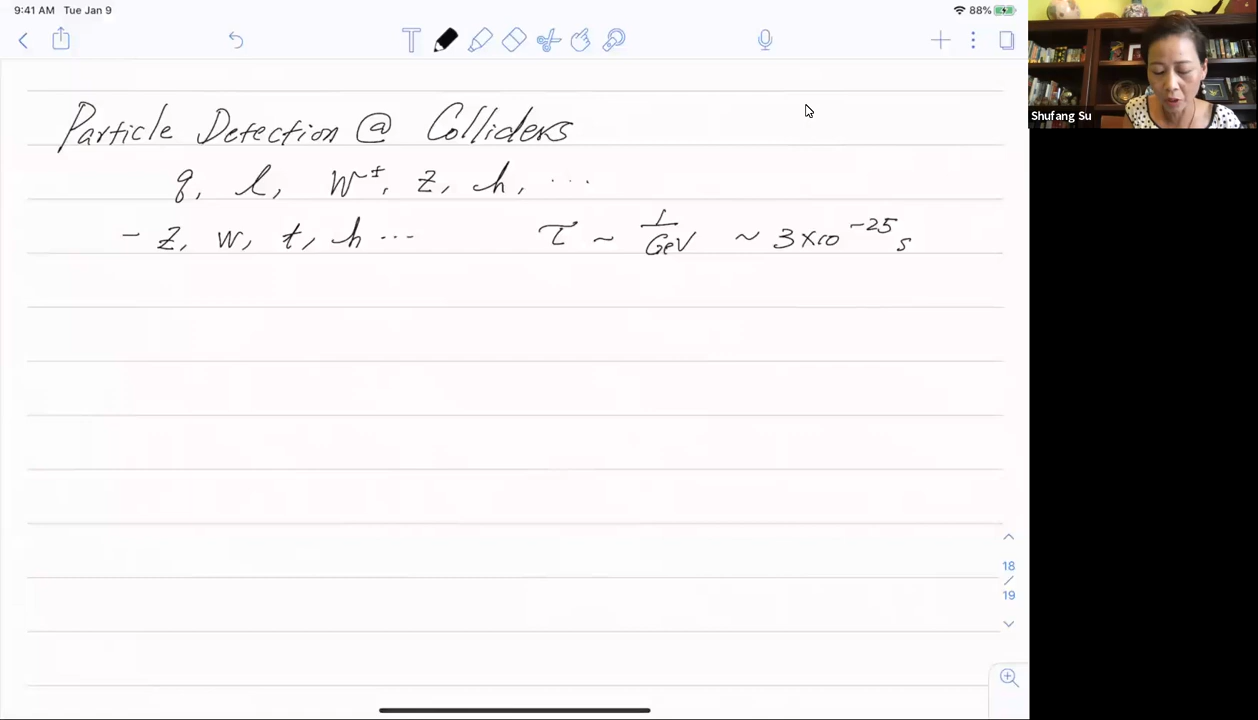 9:41 AM Tue Jan 9
88%
Shufang Su
Particle Detection @ Colliders
q, l, W±, Z, h, ...
- Z, W, t, h ... τ ~ 1/GeV ~ 3×10^-25 s
18
/
19